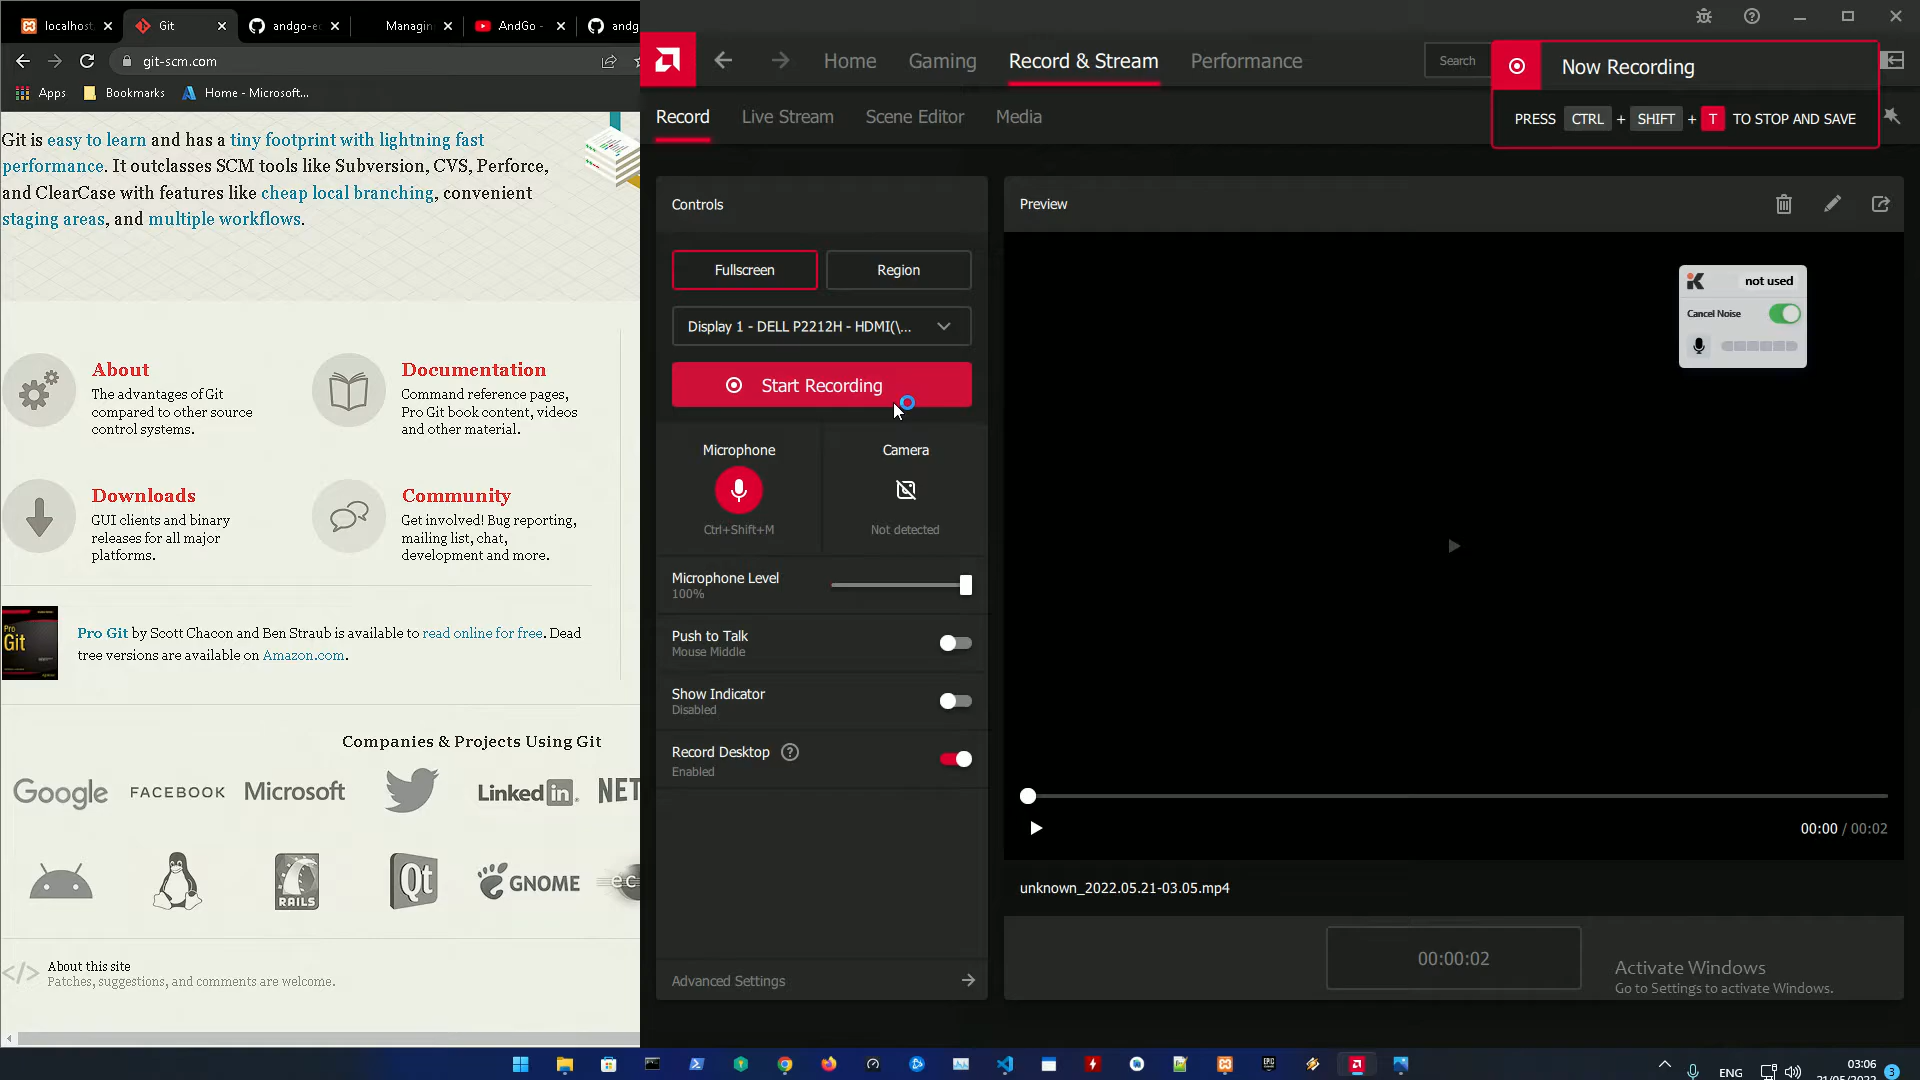 localhost
Git
andgo-e
Managin
AndGo -
andg
git-scm.com
Apps
Bookmarks
Home - Microsoft...
Git is easy to learn and has a tiny footprint with lightning fast
performance. It outclasses SCM tools like Subversion, CVS, Perforce,
and ClearCase with features like cheap local branching, convenient
staging areas, and multiple workflows.
About
The advantages of Git
compared to other source
control systems.
Documentation
Command reference pages,
Pro Git book content, videos
and other material.
Downloads
GUI clients and binary
releases for all major
platforms.
Community
Get involved! Bug reporting,
mailing list, chat,
development and more.
Pro
Git
Pro Git by Scott Chacon and Ben Straub is available to read online for free. Dead
tree versions are available on Amazon.com.
Companies & Projects Using Git
Google
FACEBOOK
Microsoft
Linked in
NET
RAILS
Qt
GNOME
ec
About this site
Patches, suggestions, and comments are welcome.
Home
Gaming
Record & Stream
Performance
Search
Now Recording
PRESS CTRL + SHIFT + T TO STOP AND SAVE
Record
Live Stream
Scene Editor
Media
Controls
Fullscreen
Region
Display 1 - DELL P2212H - HDMI(\...
Start Recording
Microphone
Ctrl+Shift+M
Camera
Not detected
Microphone Level
100%
Push to Talk
Mouse Middle
Show Indicator
Disabled
Record Desktop
Enabled
Advanced Settings
Preview
not used
Cancel Noise
00:00 / 00:02
unknown_2022.05.21-03.05.mp4
00:00:02
Activate Windows
Go to Settings to activate Windows.
ENG
03:06
21/05/2022
3